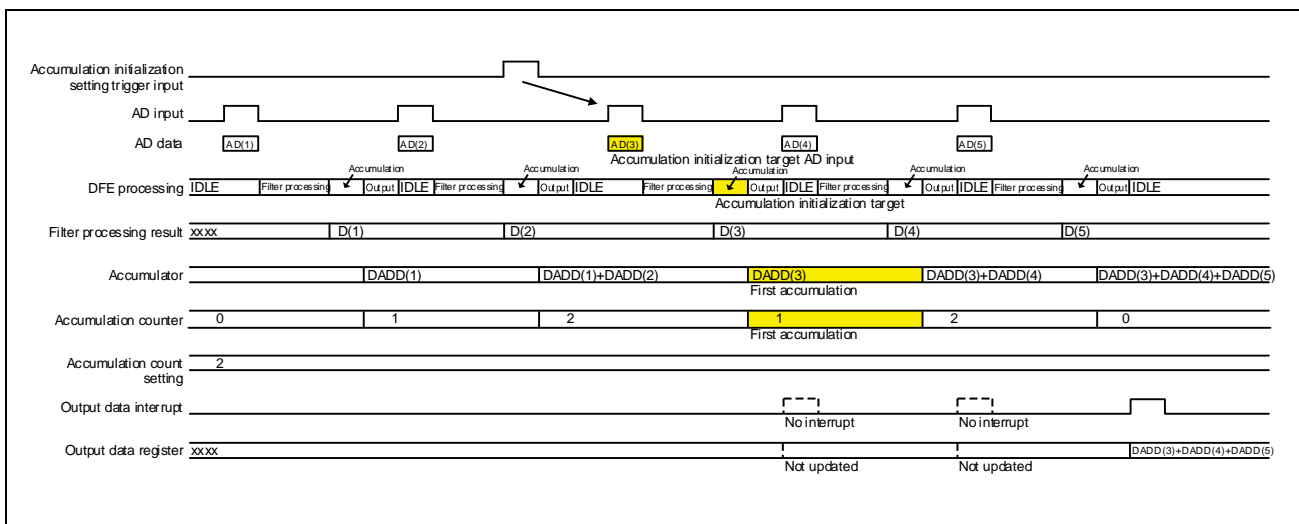 Accumulation initialization
setting trigger input
AD input
AD data
AD(1)
AD(2)
AD(3)
AD(4)
AD(5)
Accumulation initialization target AD input
Accumulation
Accumulation
Accumulation
Accumulation
Accumulation
DFE processing
IDLE
Filter processing
Output
IDLE
Filter processing
Output
IDLE
Filter processing
Output
IDLE
Filter processing
Output
IDLE
Filter processing
Output
IDLE
Accumulation initialization target
Filter processing result
xxxx
D(1)
D(2)
D(3)
D(4)
D(5)
Accumulator
DADD(1)
DADD(1)+DADD(2)
DADD(3)
DADD(3)+DADD(4)
DADD(3)+DADD(4)+DADD(5)
First accumulation
Accumulation counter
0
1
2
1
2
0
First accumulation
Accumulation count
setting
2
Output data interrupt
No interrupt
No interrupt
Output data register
xxxx
DADD(3)+DADD(4)+DADD(5)
Not updated
Not updated